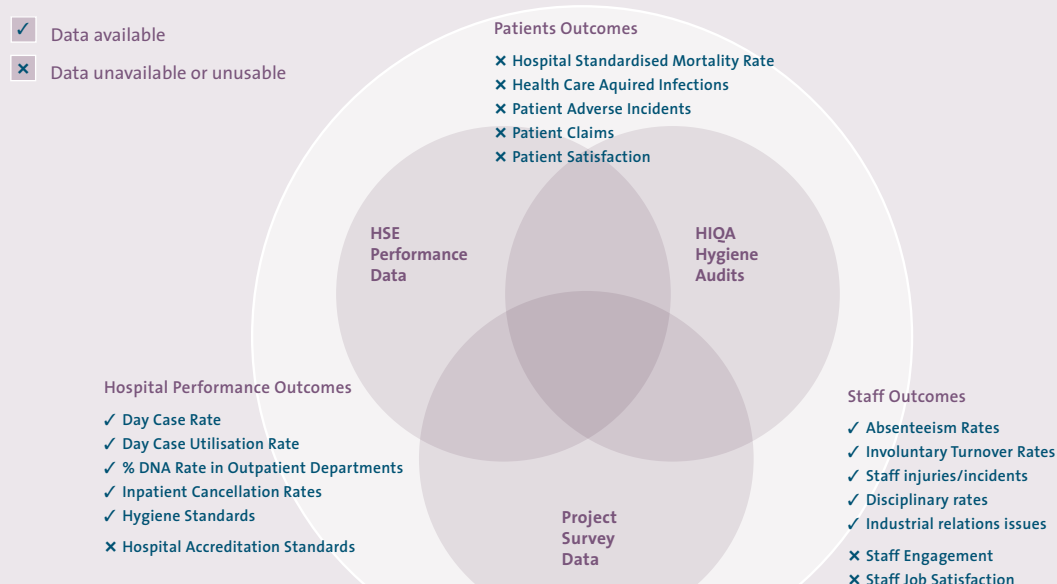 ✓ Data available
✕ Data unavailable or unusable
Patients Outcomes
✕ Hospital Standardised Mortality Rate
✕ Health Care Aquired Infections
✕ Patient Adverse Incidents
✕ Patient Claims
✕ Patient Satisfaction
HSE
Performance
Data
HIQA
Hygiene
Audits
Hospital Performance Outcomes
✓ Day Case Rate
✓ Day Case Utilisation Rate
✓ % DNA Rate in Outpatient Departments
✓ Inpatient Cancellation Rates
✓ Hygiene Standards
✕ Hospital Accreditation Standards
Staff Outcomes
✓ Absenteeism Rates
✓ Involuntary Turnover Rates
✓ Staff injuries/incidents
✓ Disciplinary rates
✓ Industrial relations issues
✕ Staff Engagement
✕ Staff Job Satisfaction
Project
Survey
Data